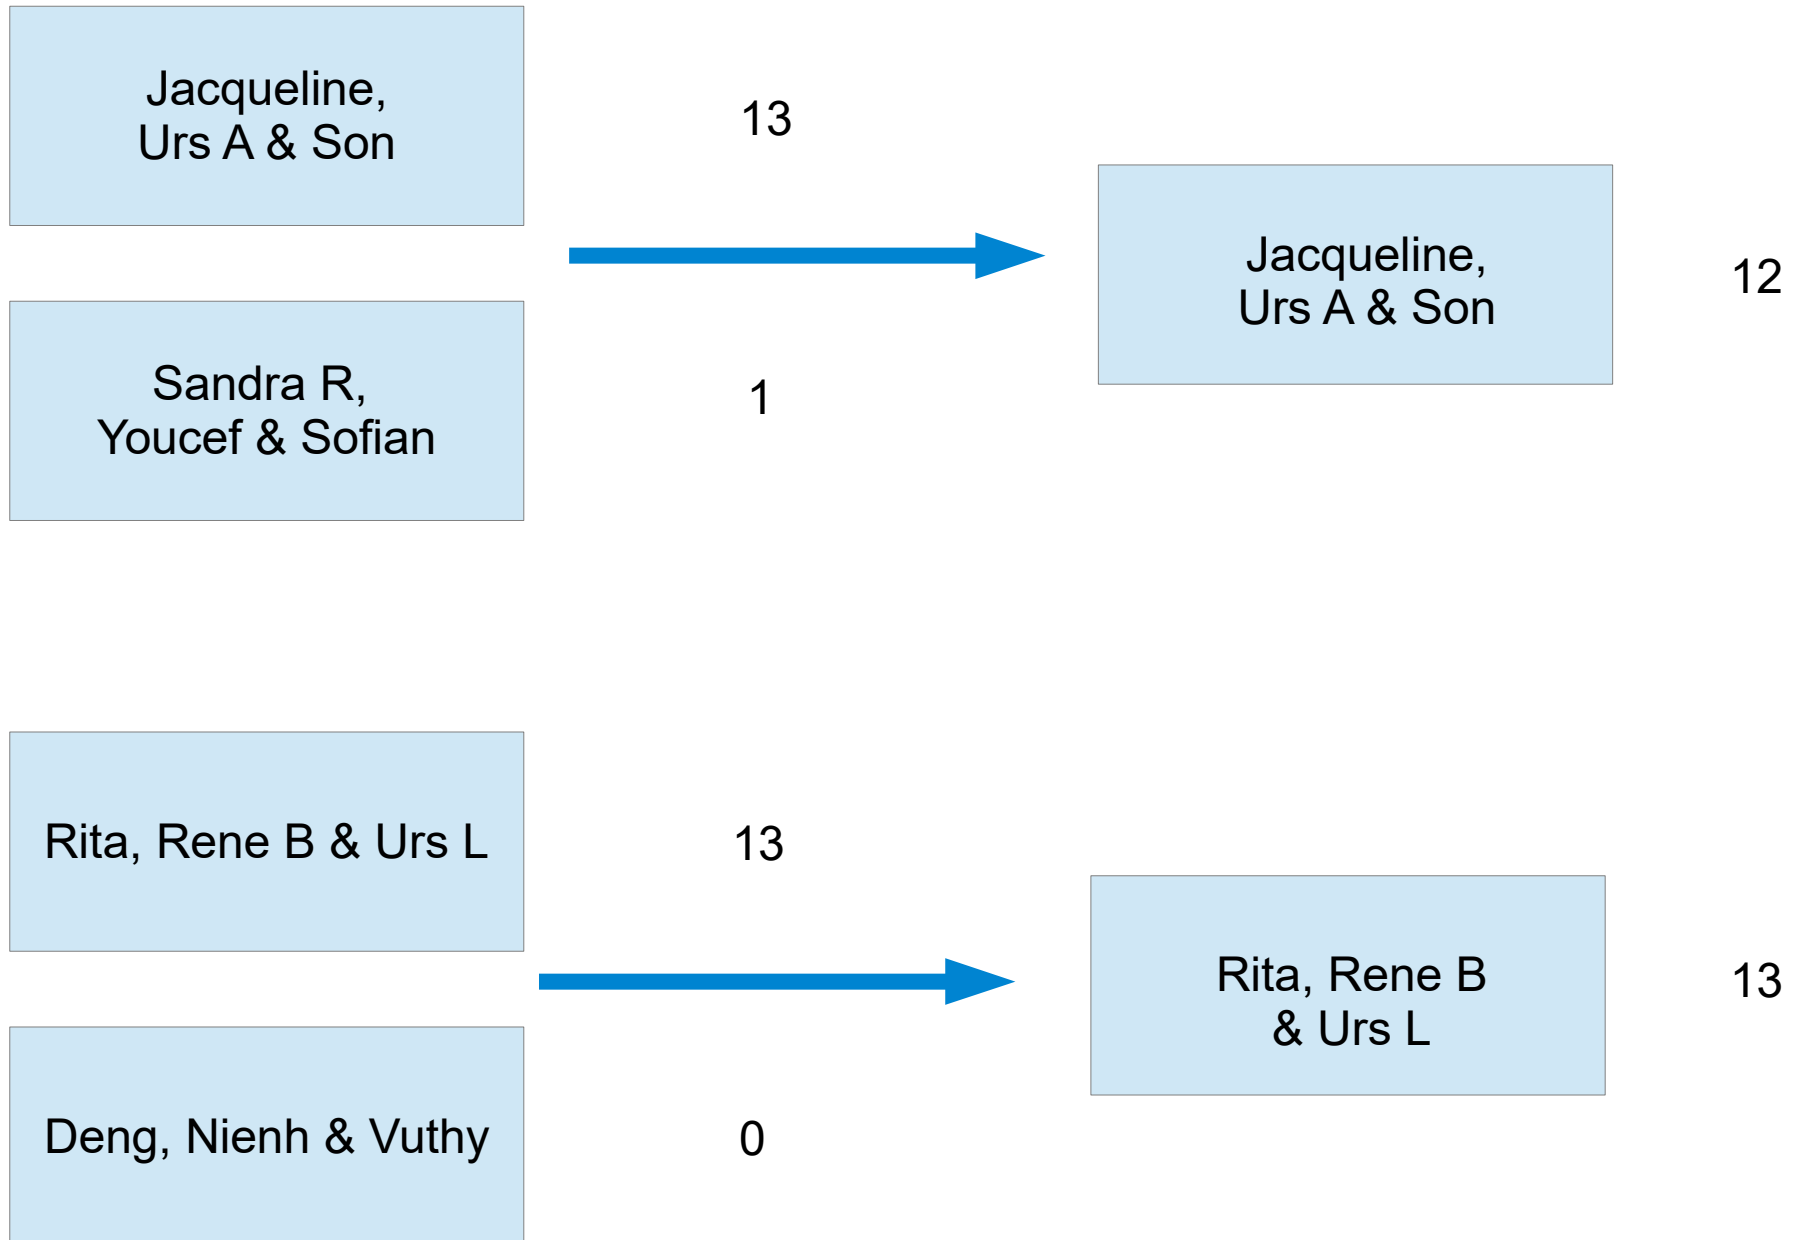 Jacqueline,
Urs A & Son
13
Sandra R,
Youcef & Sofian
1
Jacqueline,
Urs A & Son
12
Rita, Rene B & Urs L
13
Deng, Nienh & Vuthy
0
Rita, Rene B
& Urs L
13